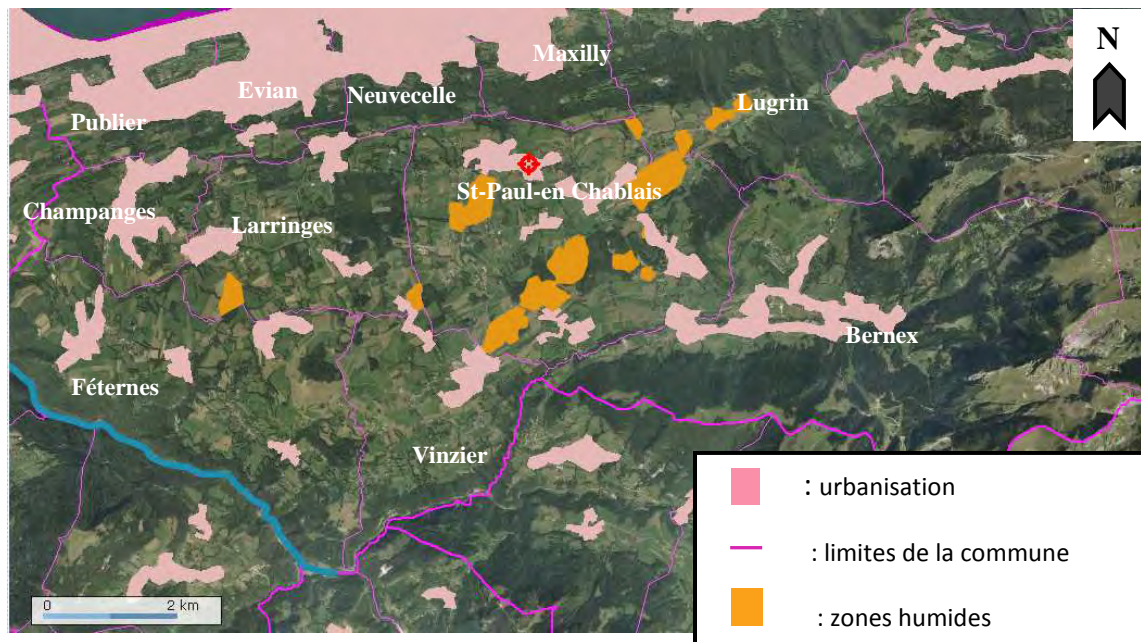 Maxilly
N
Evian
Neuvecelle
Lugrin
Publier
St-Paul-en Chablais
Champanges
Larringes
Bernex
Féternes
Vinzier
: urbanisation
: limites de la commune
: zones humides
0 2 km